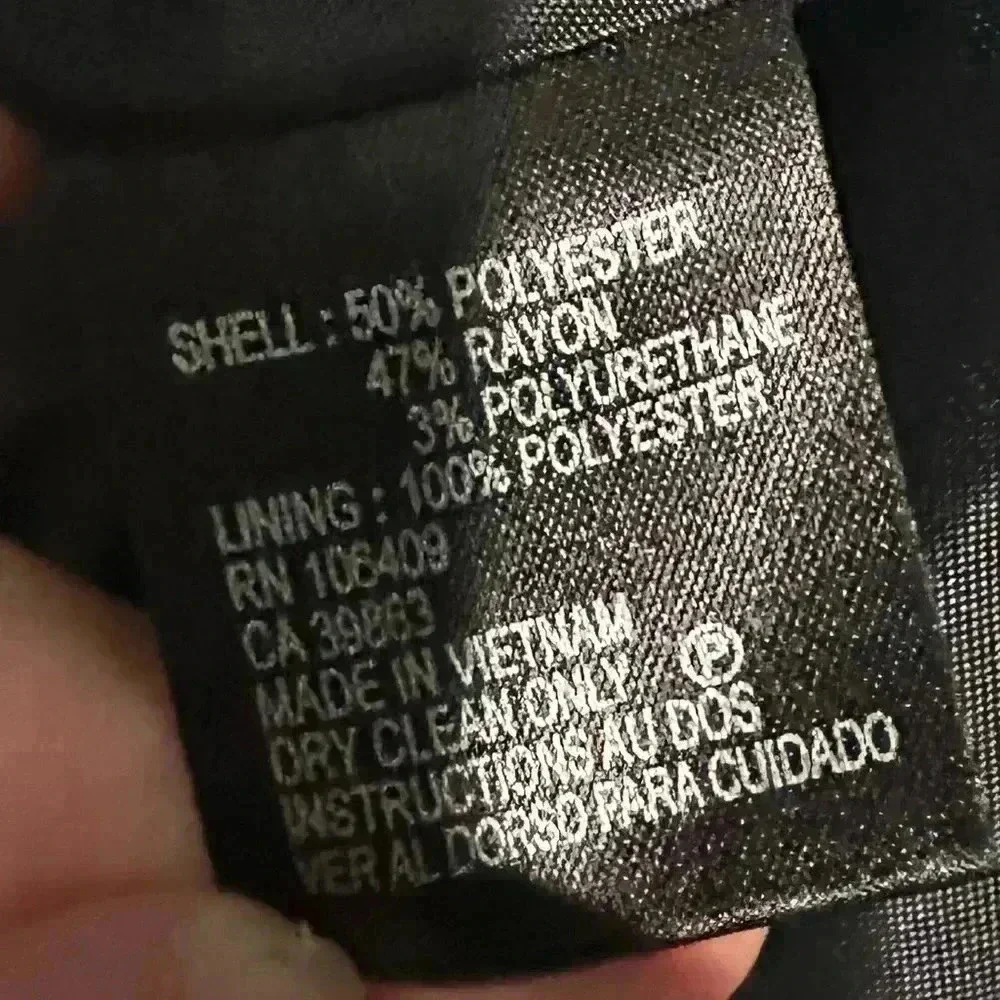 SHELL : 50% POLYESTER
47% RAYON
3% POLYURETHANE
LINING : 100% POLYESTER
RN 106409
CA 39863
MADE IN VIETNAM
DRY CLEAN ONLY Ⓟ
INSTRUCTIONS AU DOS
VER AL DORSO PARA CUIDADO